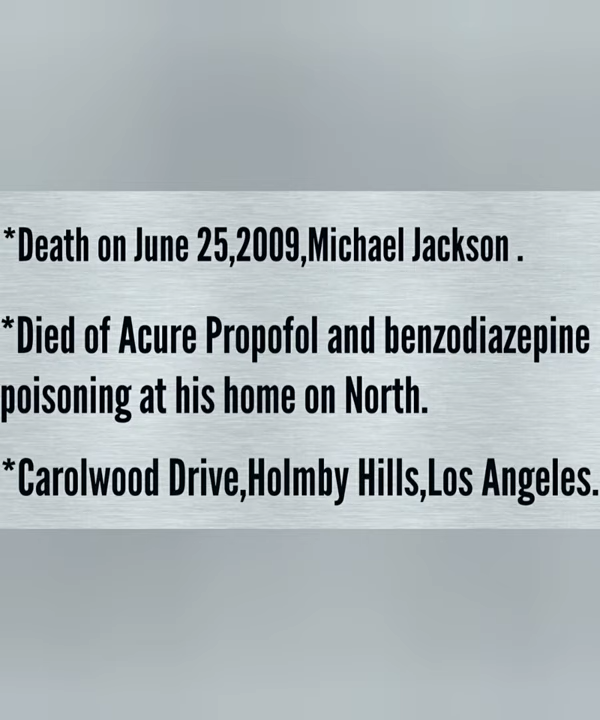 *Death on June 25,2009,Michael Jackson .
*Died of Acure Propofol and benzodiazepine
poisoning at his home on North.
*Carolwood Drive,Holmby Hills,Los Angeles.